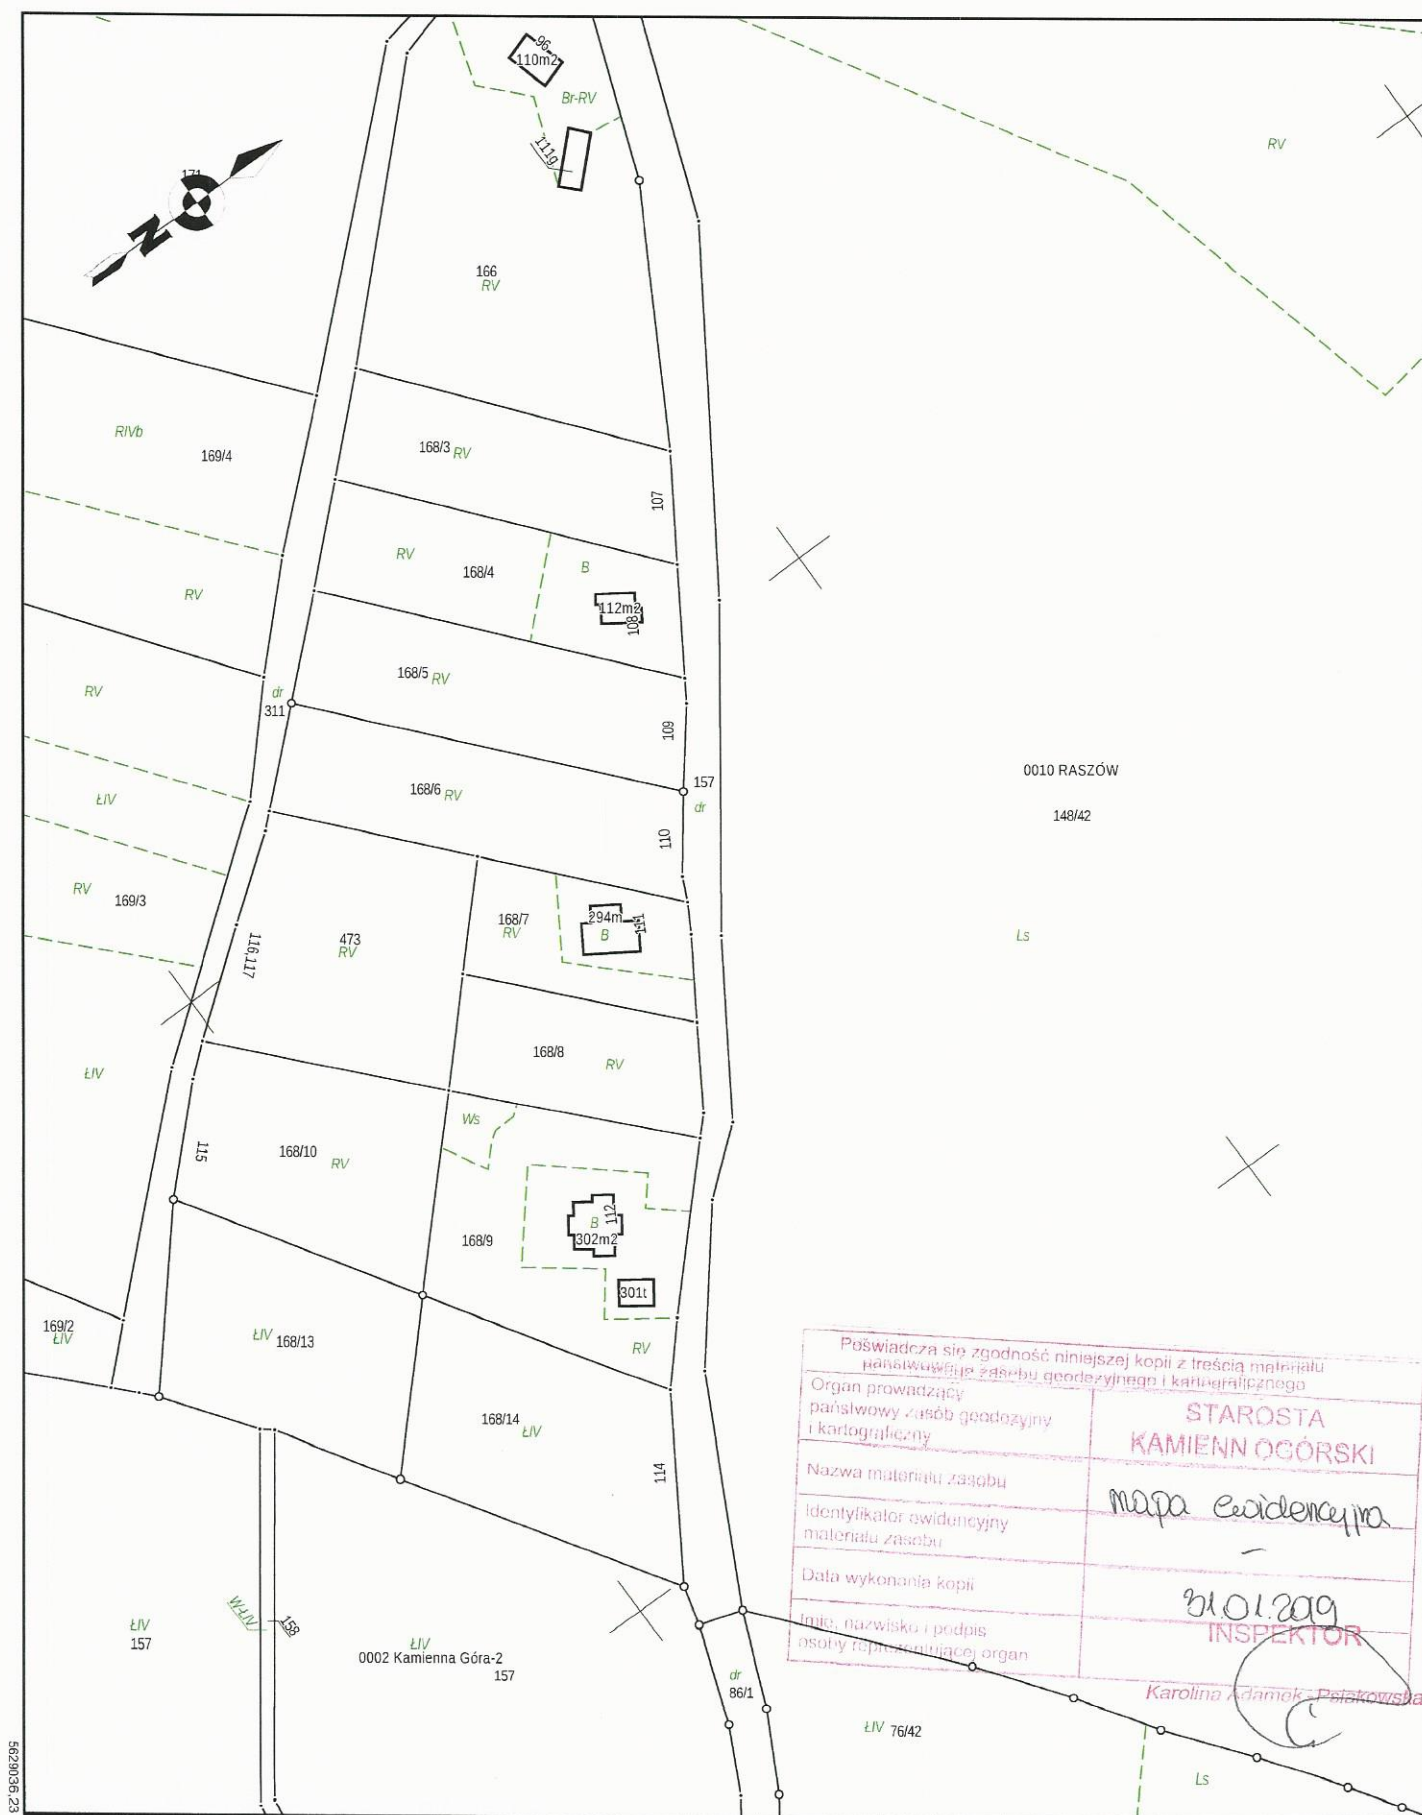 96
110m2
Br-RV
111g
RV
171
N
166
RV
RIVb
169/4
168/3 RV
107
RV
168/4
B
112m2
108
RV
168/5 RV
RV
dr
311
109
157
dr
0010 RASZÓW
148/42
168/6 RV
110
ŁIV
RV
169/3
473
RV
168/7
RV
294m
111
B
Ls
116,117
168/8
RV
ŁIV
Ws
115
168/10
RV
112
B
302m2
168/9
301t
169/2
ŁIV
ŁIV 168/13
RV
168/14
ŁIV
114
Poświadcza się zgodność niniejszej kopii z treścią materiału
państwowego zasobu geodezyjnego i kartograficznego
Organ prowadzący
państwowy zasób geodezyjny
i kartograficzny
STAROSTA
KAMIENN OGÓRSKI
Nazwa materiału zasobu
mapa ewidencyjna
Identyfikator ewidencyjny
materiału zasobu
–
Data wykonania kopii
31.01.2019
Imię, nazwisko i podpis
osoby reprezentującej organ
INSPEKTOR
Karolina Adamek-Psiakowska
W-ŁIV
158
ŁIV
157
ŁIV
0002 Kamienna Góra-2
157
dr
86/1
ŁIV 76/42
Ls
5629036,23